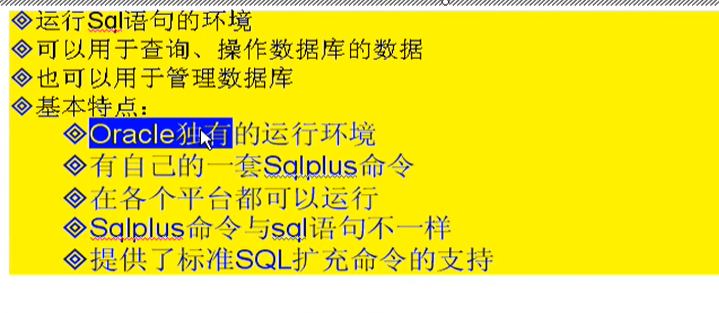 运行Sql语句的环境
可以用于查询、操作数据库的数据
也可以用于管理数据库
基本特点：
Oracle独有的运行环境
有自己的一套Sqlplus命令
在各个平台都可以运行
Sqlplus命令与sql语句不一样
提供了标准SQL扩充命令的支持